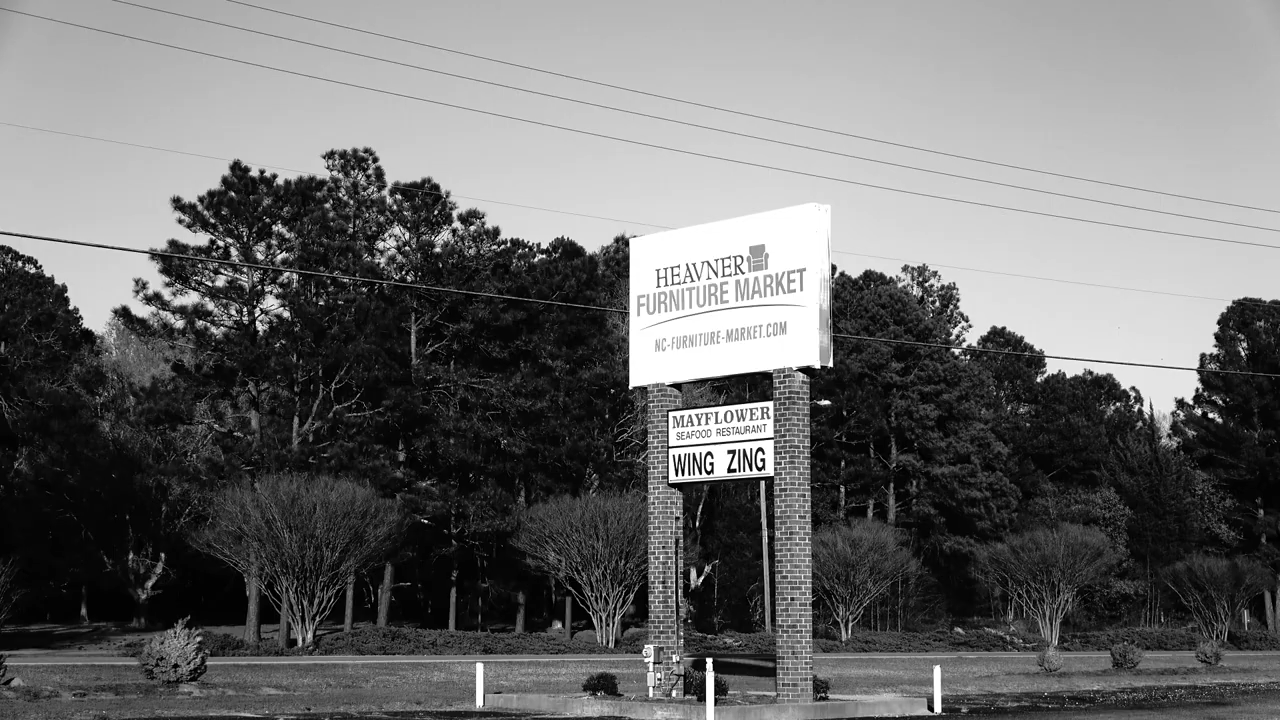 HEAVNER
FURNITURE MARKET
NC-FURNITURE-MARKET.COM
MAYFLOWER
SEAFOOD RESTAURANT
WING ZING